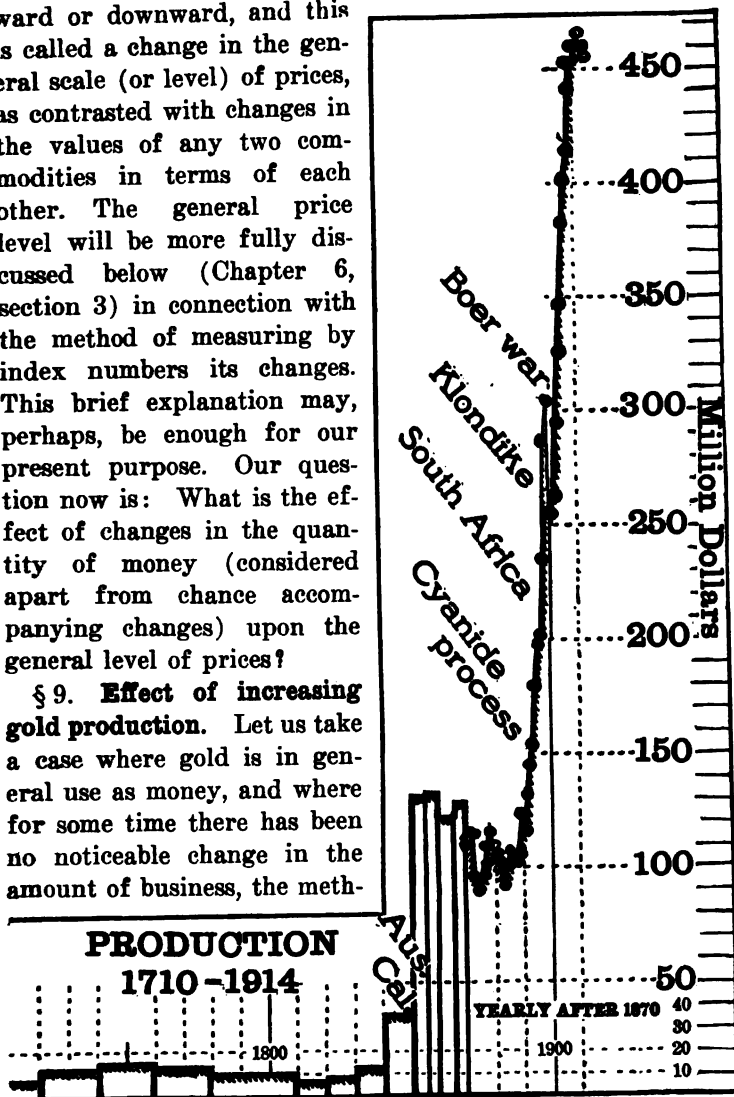 ward or downward, and this
s called a change in the gen-
eral scale (or level) of prices,
as contrasted with changes in
the values of any two com-
modities in terms of each
other. The general price
level will be more fully dis-
cussed below (Chapter 6,
section 3) in connection with
the method of measuring by
index numbers its changes.
This brief explanation may,
perhaps, be enough for our
present purpose. Our ques-
tion now is: What is the ef-
fect of changes in the quan-
tity of money (considered
apart from chance accom-
panying changes) upon the
general level of prices?
§ 9. Effect of increasing
gold production. Let us take
a case where gold is in gen-
eral use as money, and where
for some time there has been
no noticeable change in the
amount of business, the meth-
PRODUCTION
1710-1914
1800
Aus.
Cal.
Boer war
Klondike
South Africa
Cyanide
process
450
400
350
300
250
200
150
100
50
40
30
20
10
Million Dollars
YEARLY AFTER 1870
1900